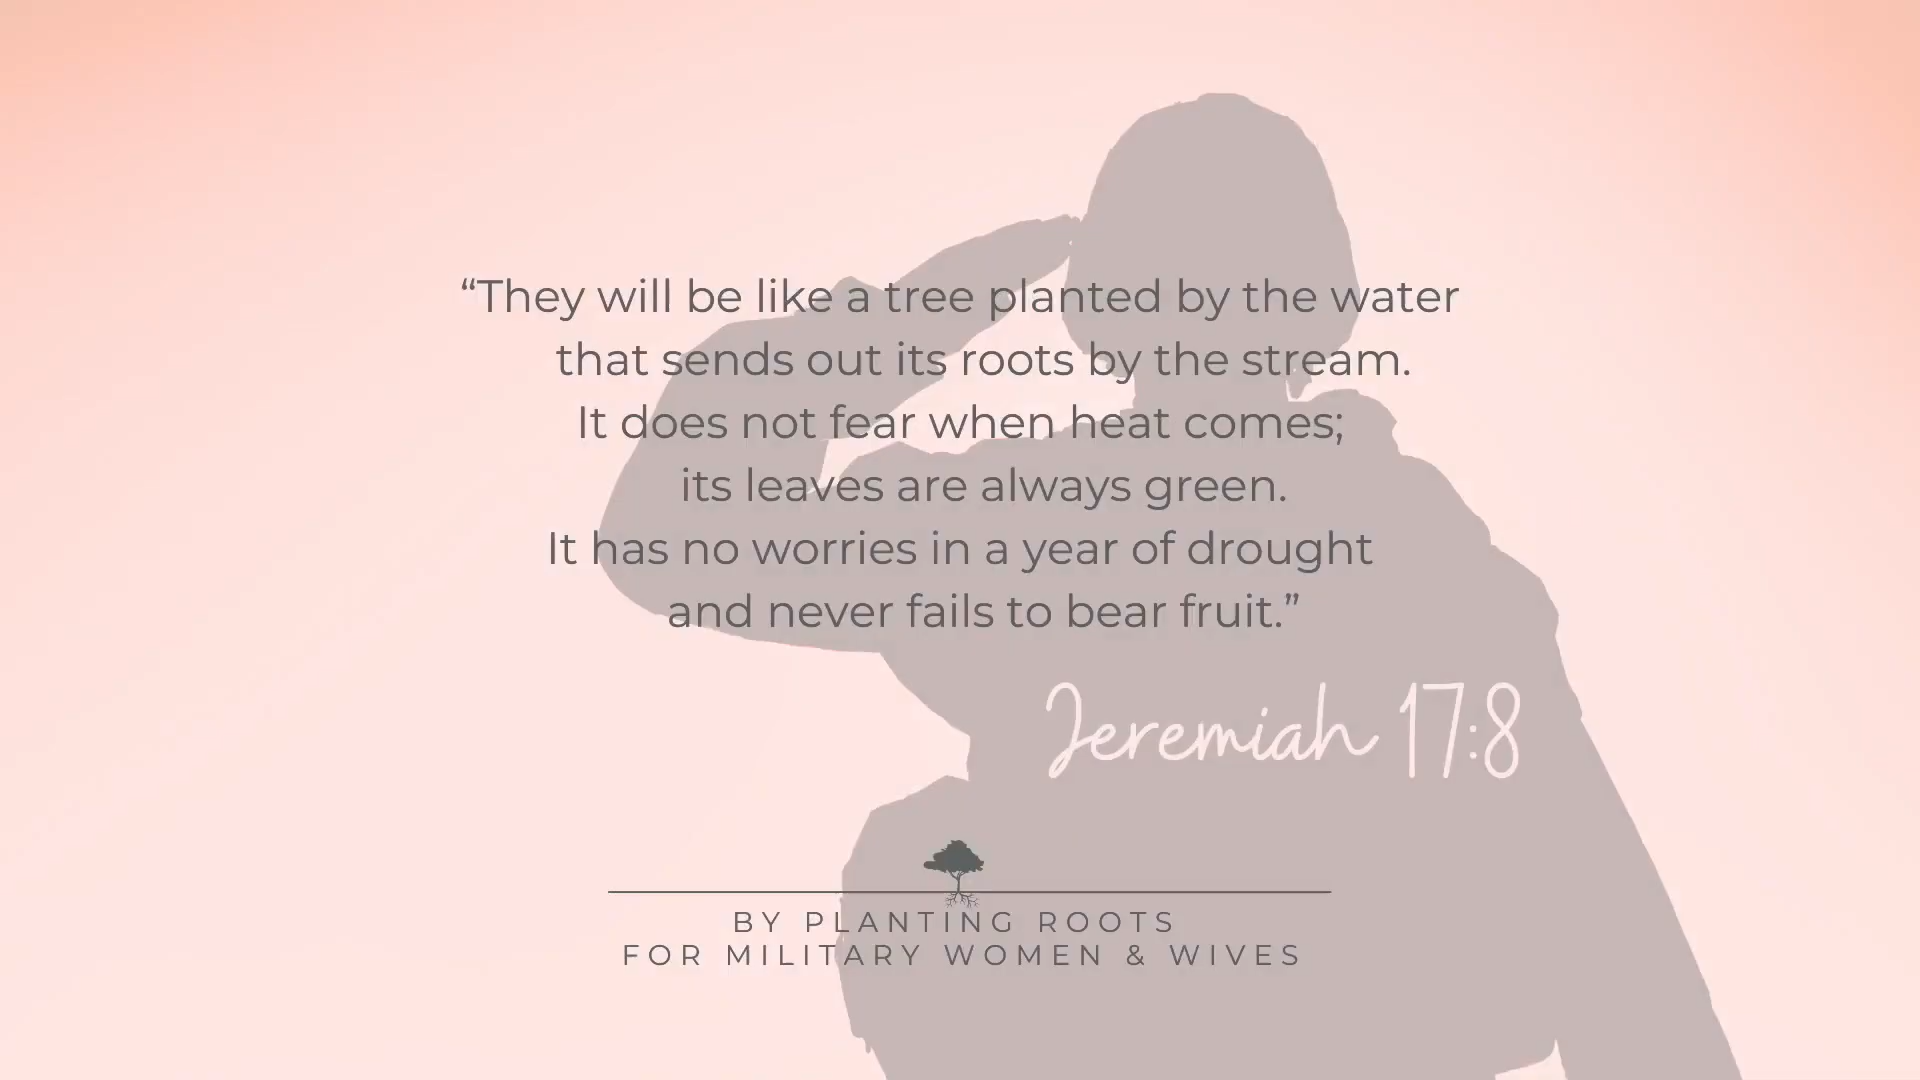 “They will be like a tree planted by the water
that sends out its roots by the stream.
It does not fear when heat comes;
its leaves are always green.
It has no worries in a year of drought
and never fails to bear fruit.”
Jeremiah 17:8
BY PLANTING ROOTS
FOR MILITARY WOMEN & WIVES